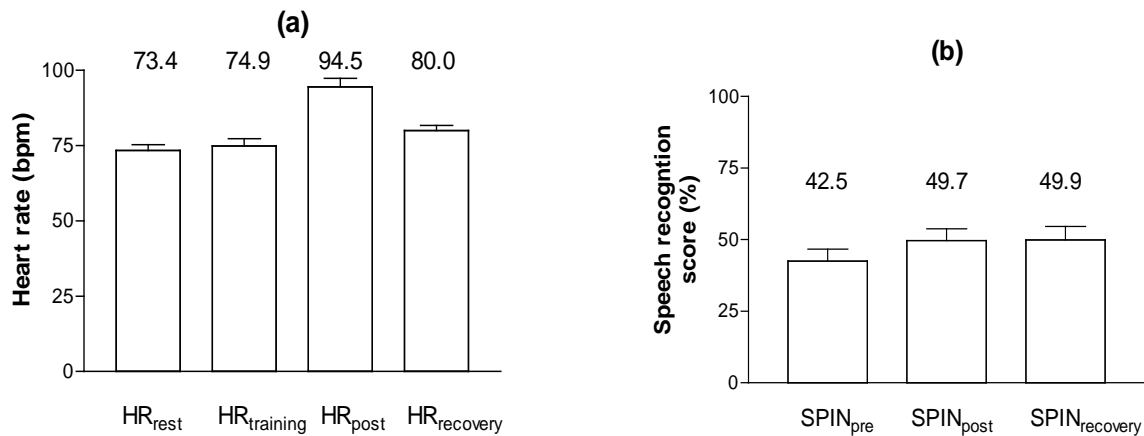 (a)
73.4 74.9 94.5 80.0
100
75
50
25
0
Heart rate (bpm)
HRrest HRtraining HRpost HRrecovery
(b)
100
75
50
25
0
Speech recogntion
score (%)
42.5 49.7 49.9
SPINpre SPINpost SPINrecovery